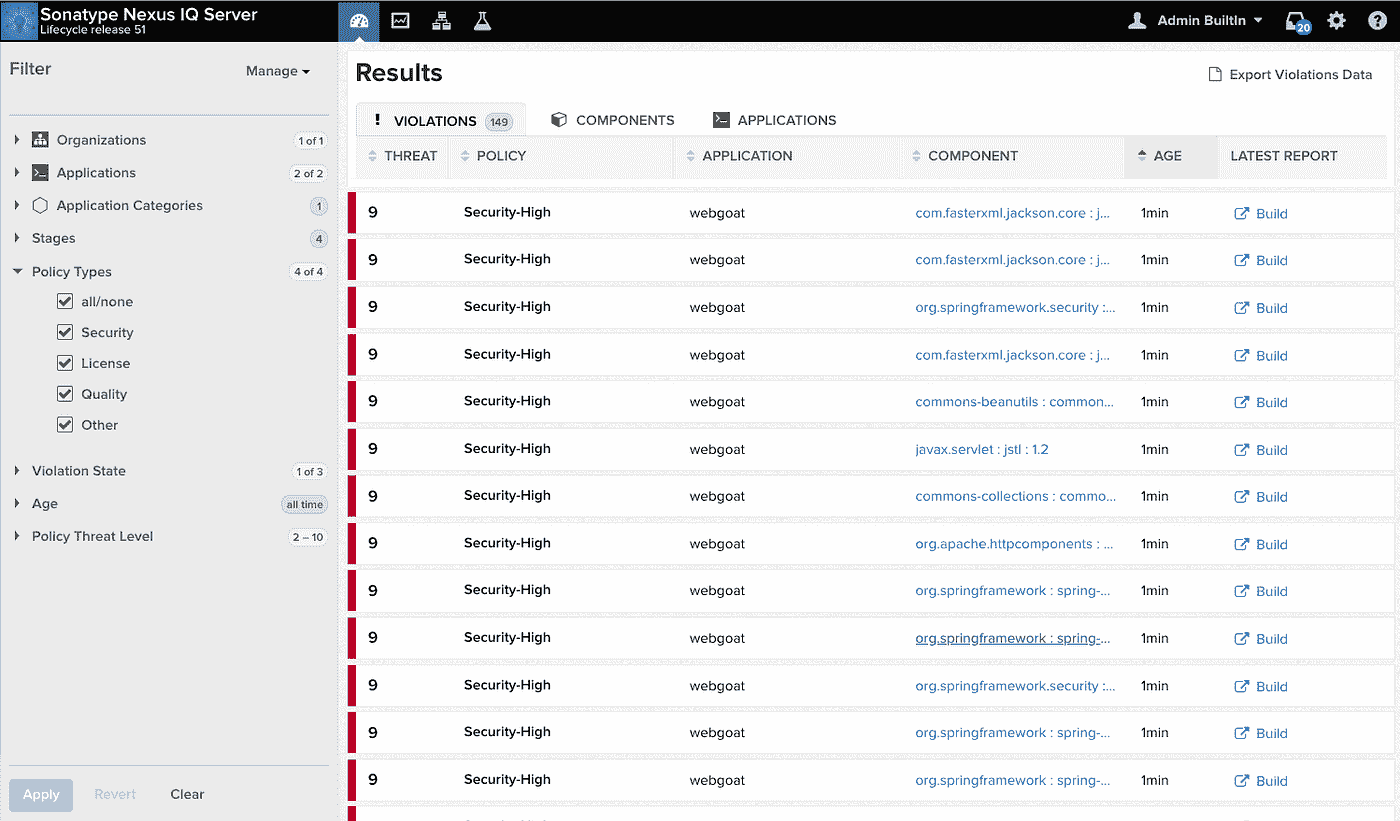 Sonatype Nexus IQ Server
Lifecycle release 51
Admin BuiltIn
20
Filter
Manage
Organizations 1 of 1
Applications 2 of 2
Application Categories 1
Stages 4
Policy Types 4 of 4
all/none
Security
License
Quality
Other
Violation State 1 of 3
Age all time
Policy Threat Level 2 – 10
Apply Revert Clear
Results
Export Violations Data
VIOLATIONS 149 COMPONENTS APPLICATIONS
THREAT POLICY APPLICATION COMPONENT AGE LATEST REPORT
9 Security-High webgoat com.fasterxml.jackson.core : j... 1min Build
9 Security-High webgoat com.fasterxml.jackson.core : j... 1min Build
9 Security-High webgoat org.springframework.security :... 1min Build
9 Security-High webgoat com.fasterxml.jackson.core : j... 1min Build
9 Security-High webgoat commons-beanutils : common... 1min Build
9 Security-High webgoat javax.servlet : jstl : 1.2 1min Build
9 Security-High webgoat commons-collections : commo... 1min Build
9 Security-High webgoat org.apache.httpcomponents : ... 1min Build
9 Security-High webgoat org.springframework : spring-... 1min Build
9 Security-High webgoat org.springframework : spring-... 1min Build
9 Security-High webgoat org.springframework.security :... 1min Build
9 Security-High webgoat org.springframework : spring-... 1min Build
9 Security-High webgoat org.springframework : spring-... 1min Build